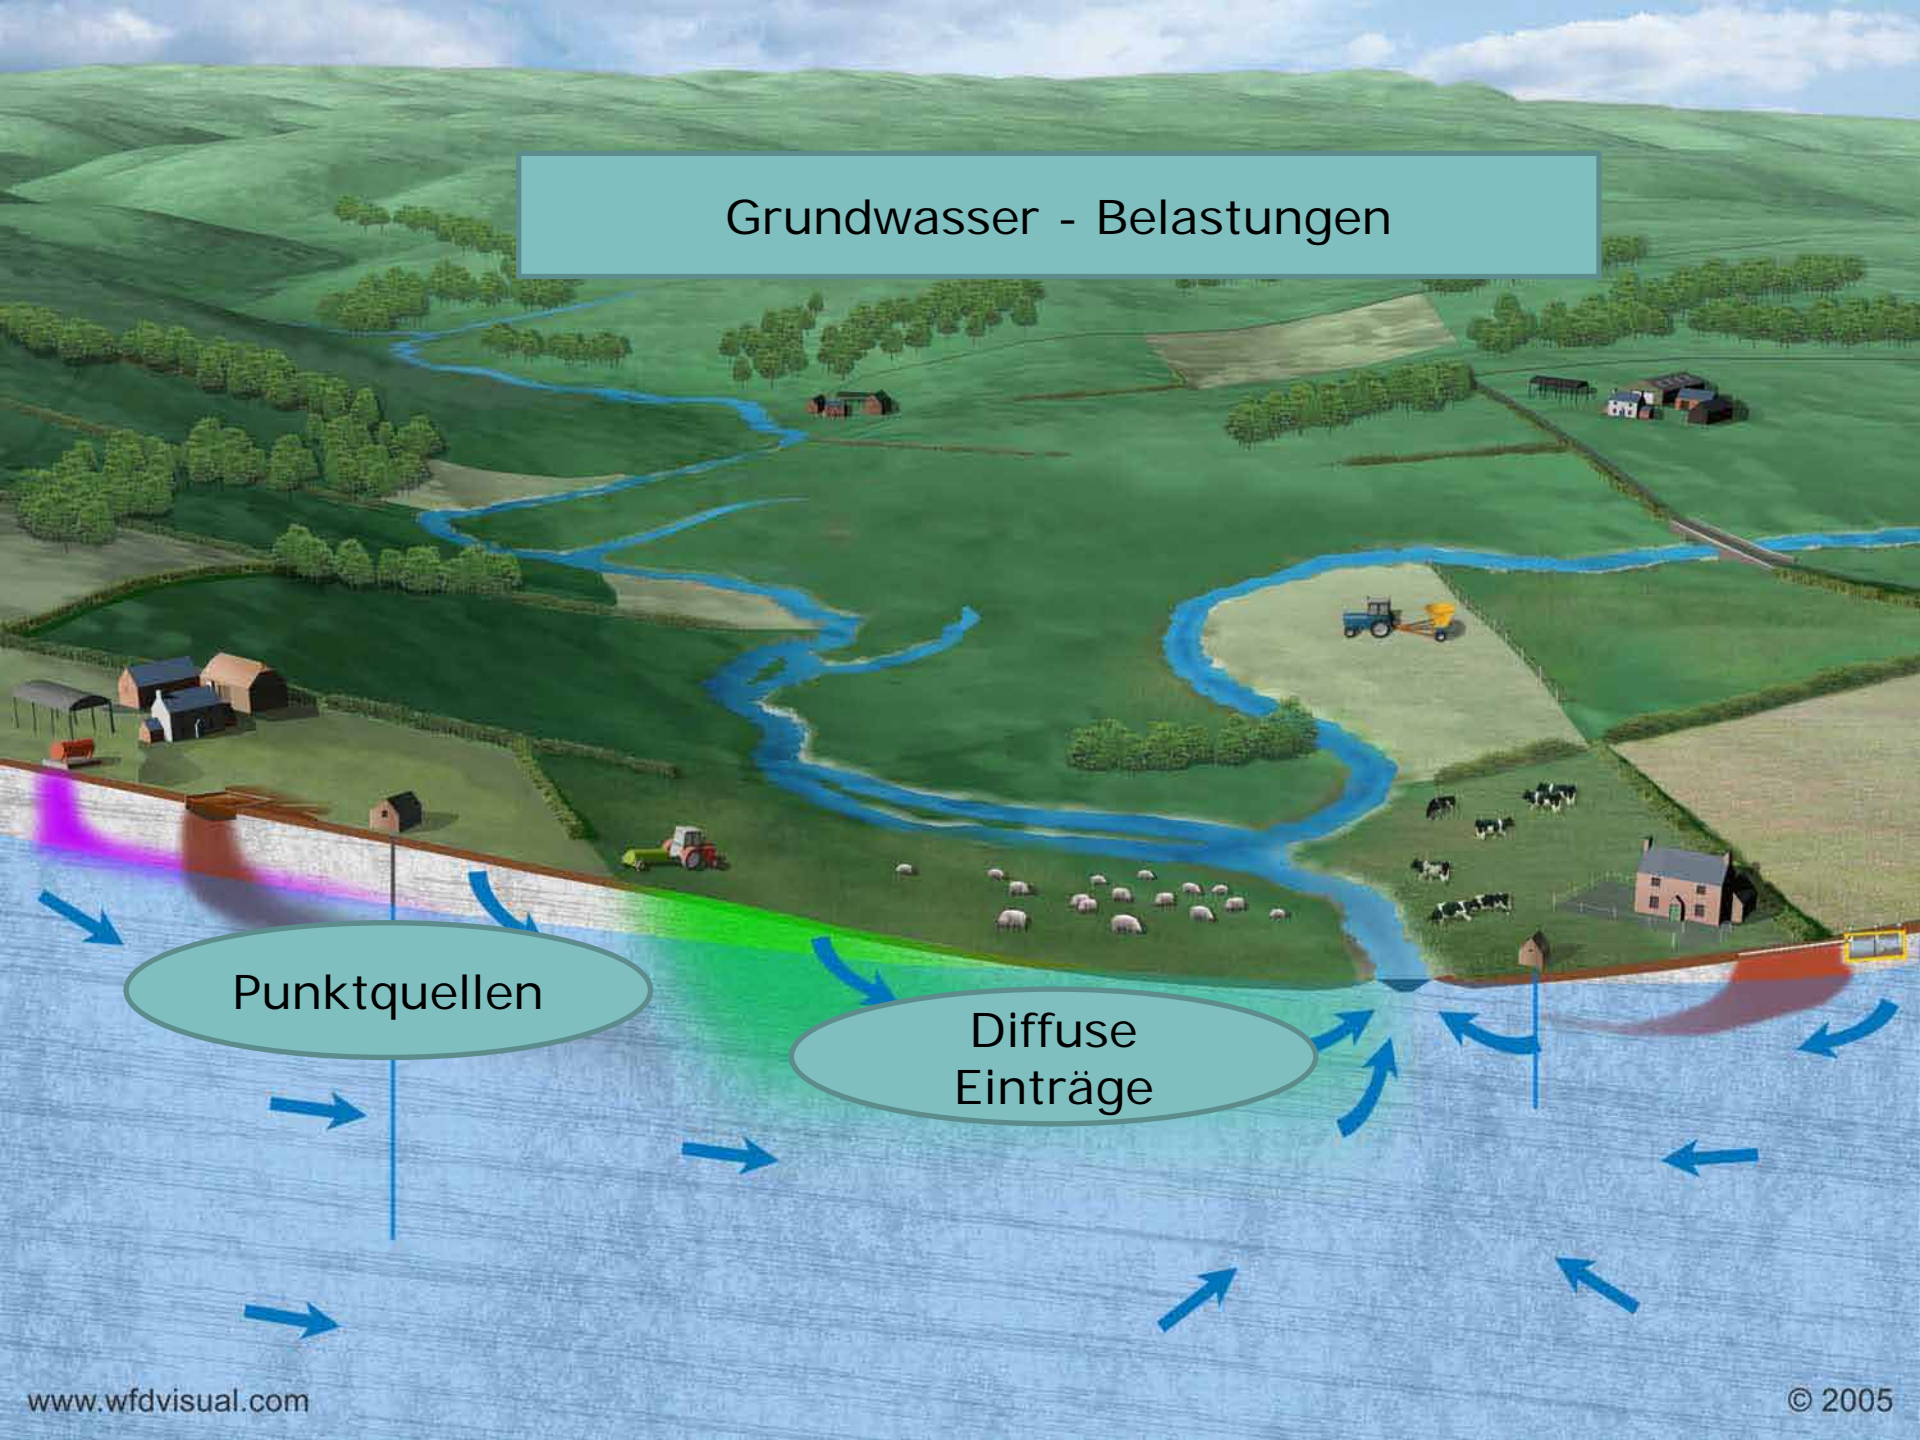 Grundwasser - Belastungen
Punktquellen
Diffuse
Einträge
www.wfdvisual.com
© 2005